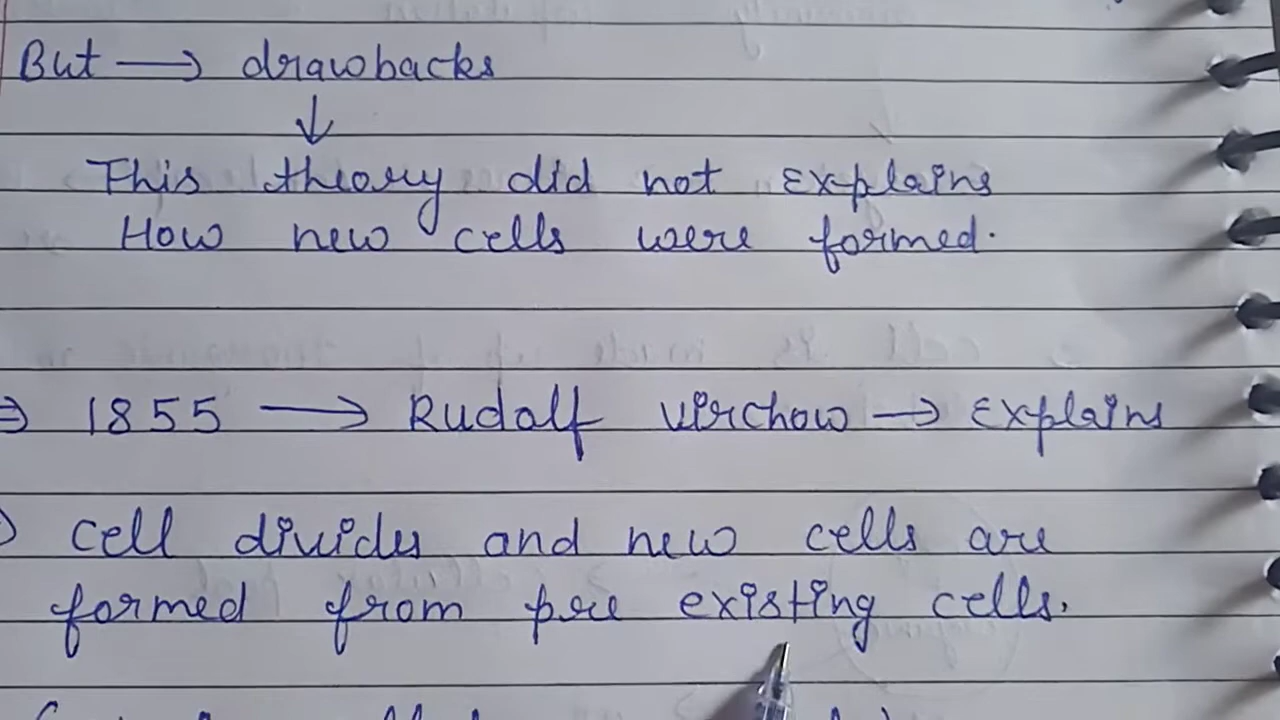 But → drawbacks
↓
This theory did not Explains
How new cells were formed.
⇒ 1855 → Rudolf virchow → Explains
cell divides and new cells are
formed from pre existing cells.